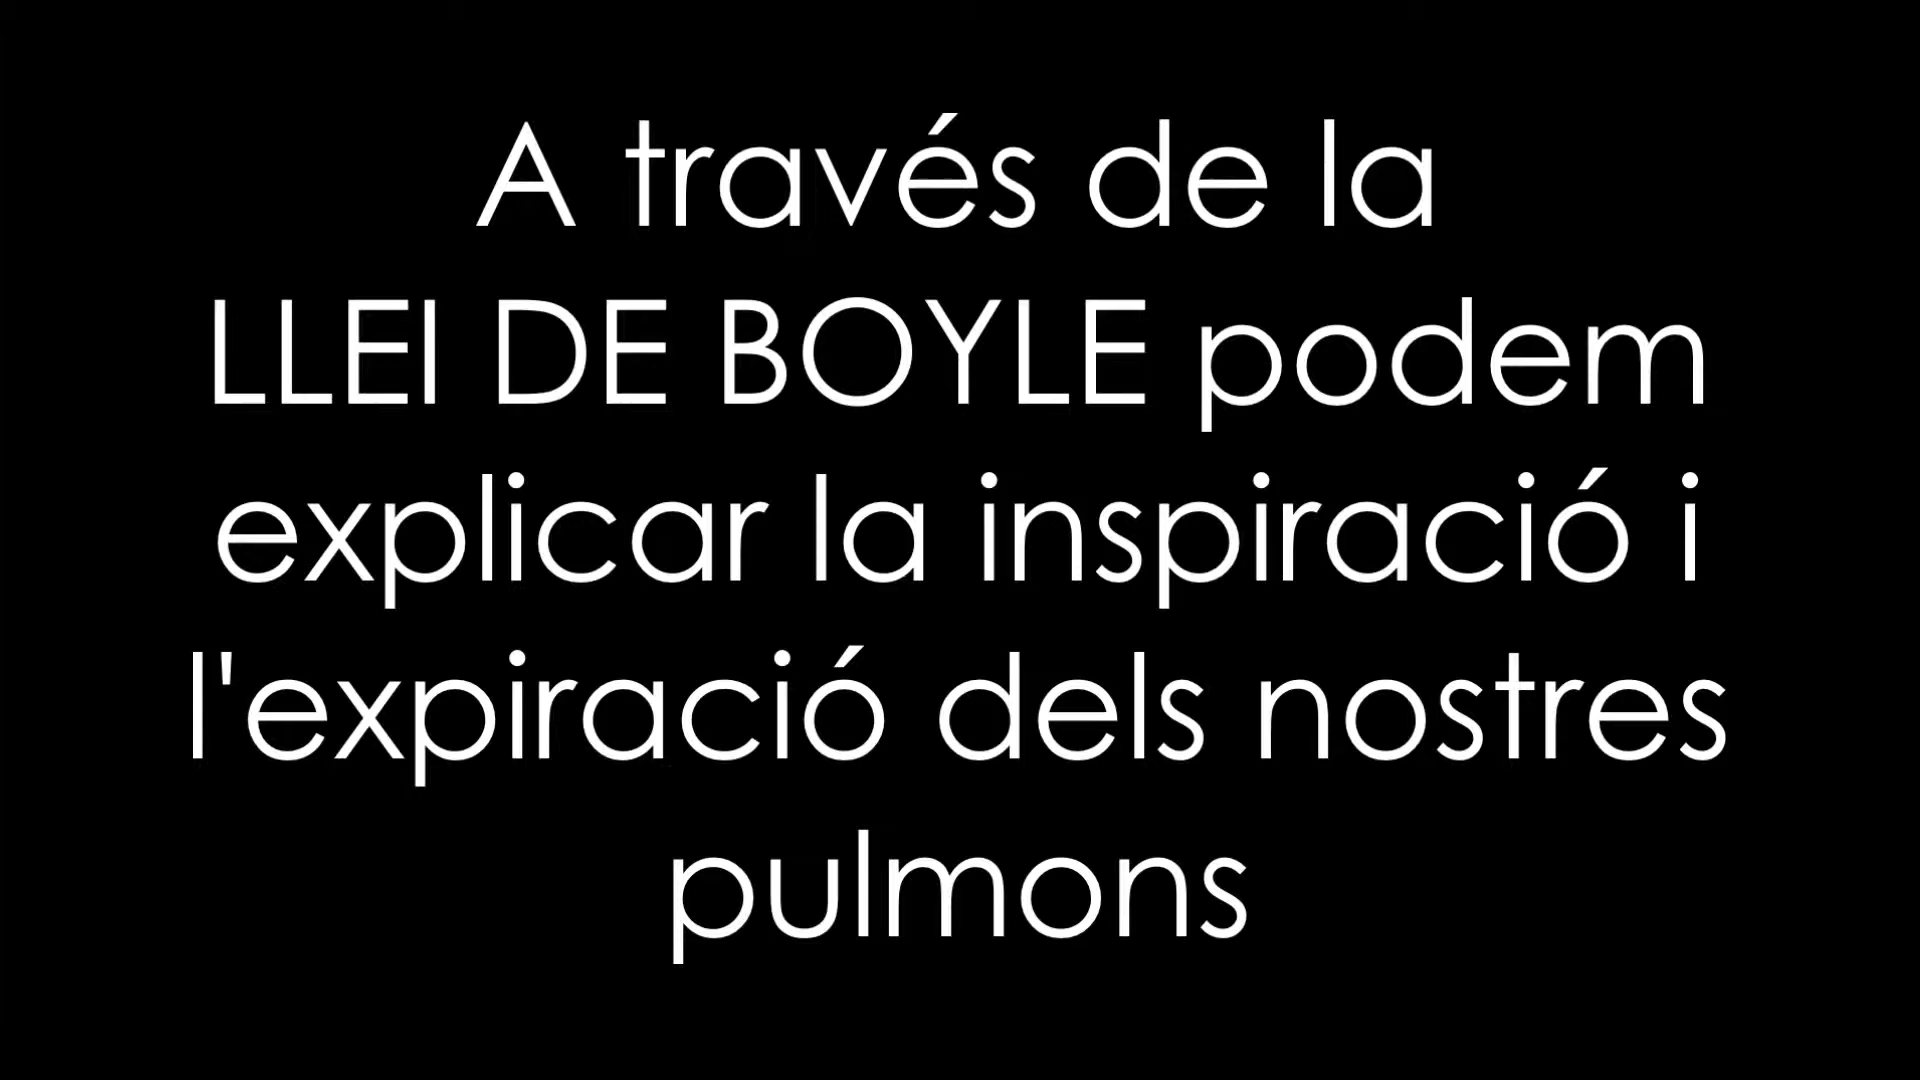 A través de la
LLEI DE BOYLE podem
explicar la inspiració i
l'expiració dels nostres
pulmons